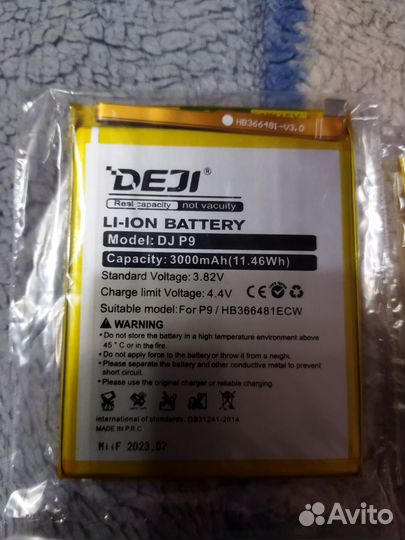 HB366481-V3.0
DEJI®
Real capacity not vacuity
LI-ION BATTERY
Model: DJ P9
Capacity: 3000mAh(11.46Wh)
Standard Voltage: 3.82V
Charge limit Voltage: 4.4V
Suitable model: For P9 / HB366481ECW
WARNING
Do not store the battery in a high temperature environment above
45 ° C or in a fire.
Do not apply force to the battery or throw it from a height.
Please separate the battery and other conductive metal to prevent
short circuit.
Please use the original charger or reliable charger.
international of standards: GB31241-2014
MADE IN P.R.C
MiiF 2023.07
Avito